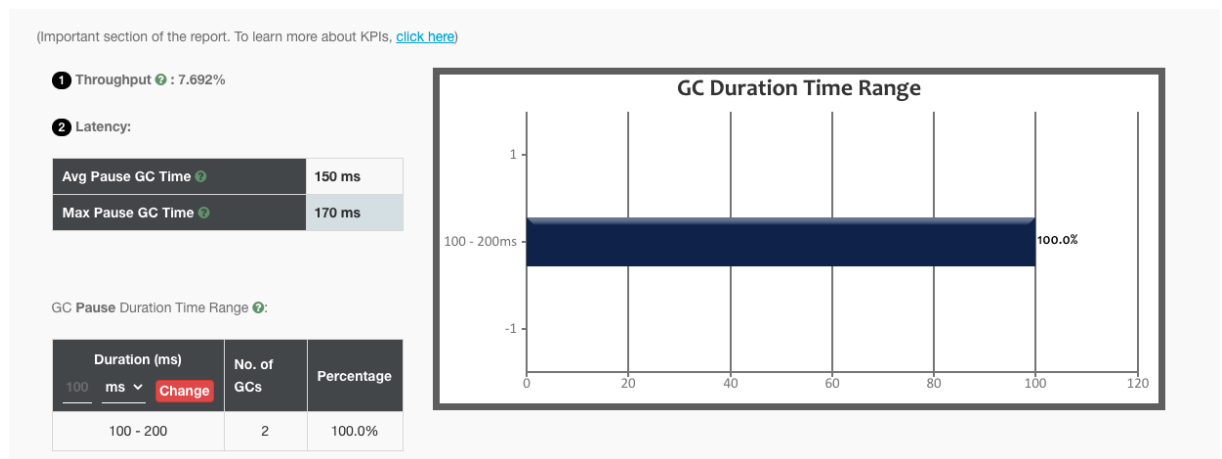 (Important section of the report. To learn more about KPIs, click here)
1 Throughput ? : 7.692%
2 Latency:
Avg Pause GC Time ? 150 ms
Max Pause GC Time ? 170 ms
GC Pause Duration Time Range ?:
Duration (ms) No. of GCs Percentage
100 ms Change
100 - 200 2 100.0%
GC Duration Time Range
1
100 - 200ms 100.0%
-1
0 20 40 60 80 100 120